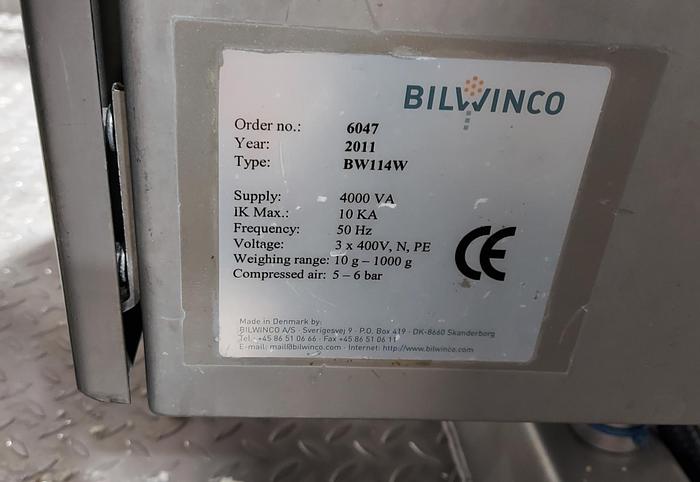 BILWINCO
Order no.: 6047
Year: 2011
Type: BW114W
Supply: 4000 VA
IK Max.: 10 KA
Frequency: 50 Hz
Voltage: 3 x 400V, N, PE
Weighing range: 10 g – 1000 g
Compressed air: 5 – 6 bar
CE
Made in Denmark by:
BILWINCO A/S · Sverigesvej 9 · P.O. Box 419 · DK-8660 Skanderborg
Tel.: +45 86 51 06 66 · Fax +45 86 51 06 11
E-mail: mail@bilwinco.com · Internet: http://www.bilwinco.com